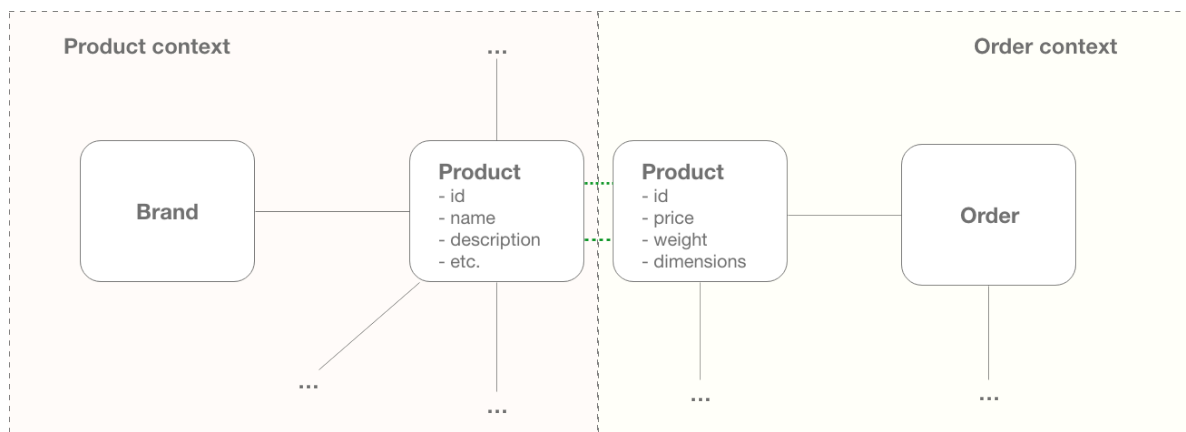 Product context
Order context
...
Brand
Product
- id
- name
- description
- etc.
Product
- id
- price
- weight
- dimensions
Order
...
...
...
...